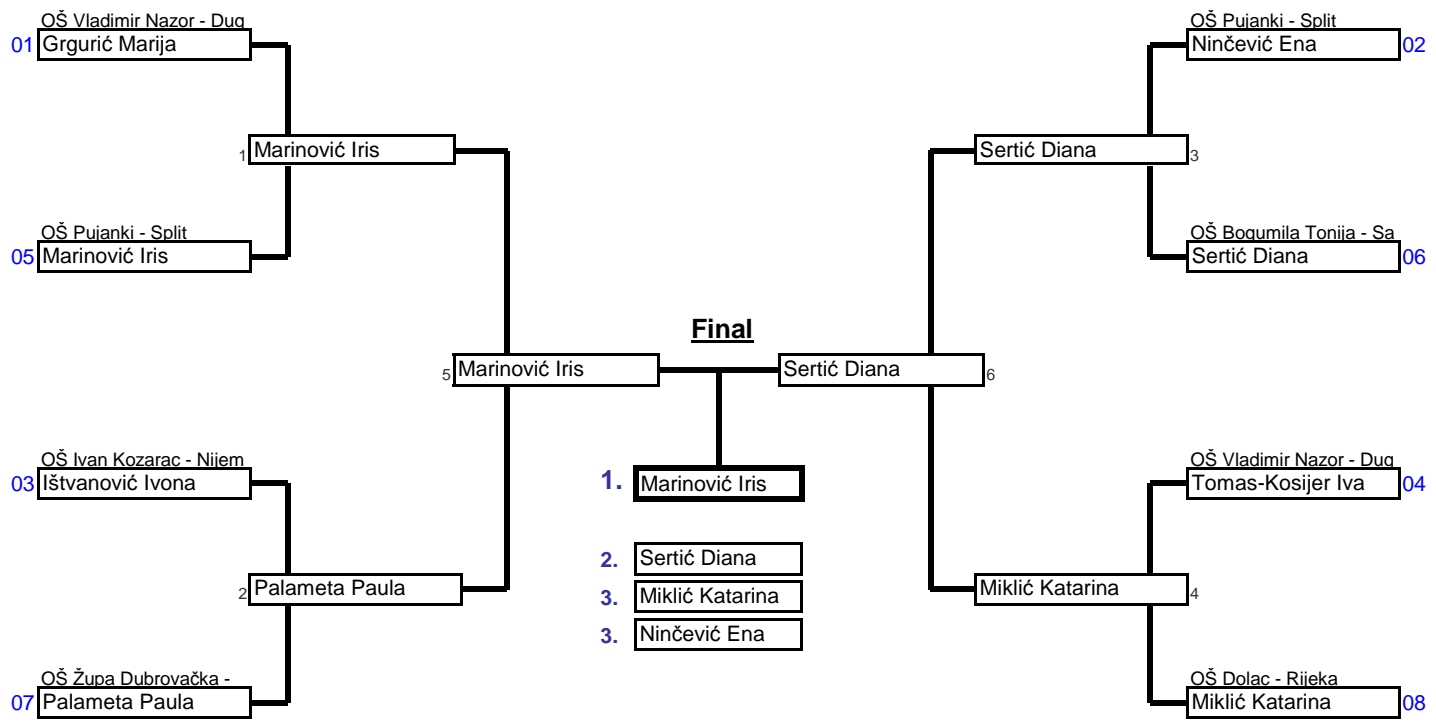 OŠ Vladimir Nazor - Dug
01 Grgurić Marija
1 Marinović Iris
OŠ Pujanki - Split
05 Marinović Iris
5 Marinović Iris
OŠ Ivan Kozarac - Nijem
03 Ištvanović Ivona
2 Palameta Paula
OŠ Župa Dubrovačka -
07 Palameta Paula
Final
1. Marinović Iris
2. Sertić Diana
3. Miklić Katarina
3. Ninčević Ena
OŠ Pujanki - Split
Ninčević Ena 02
Sertić Diana 3
OŠ Bogumila Tonija - Sa
Sertić Diana 06
Sertić Diana 6
OŠ Vladimir Nazor - Dug
Tomas-Kosijer Iva 04
Miklić Katarina 4
OŠ Dolac - Rijeka
Miklić Katarina 08